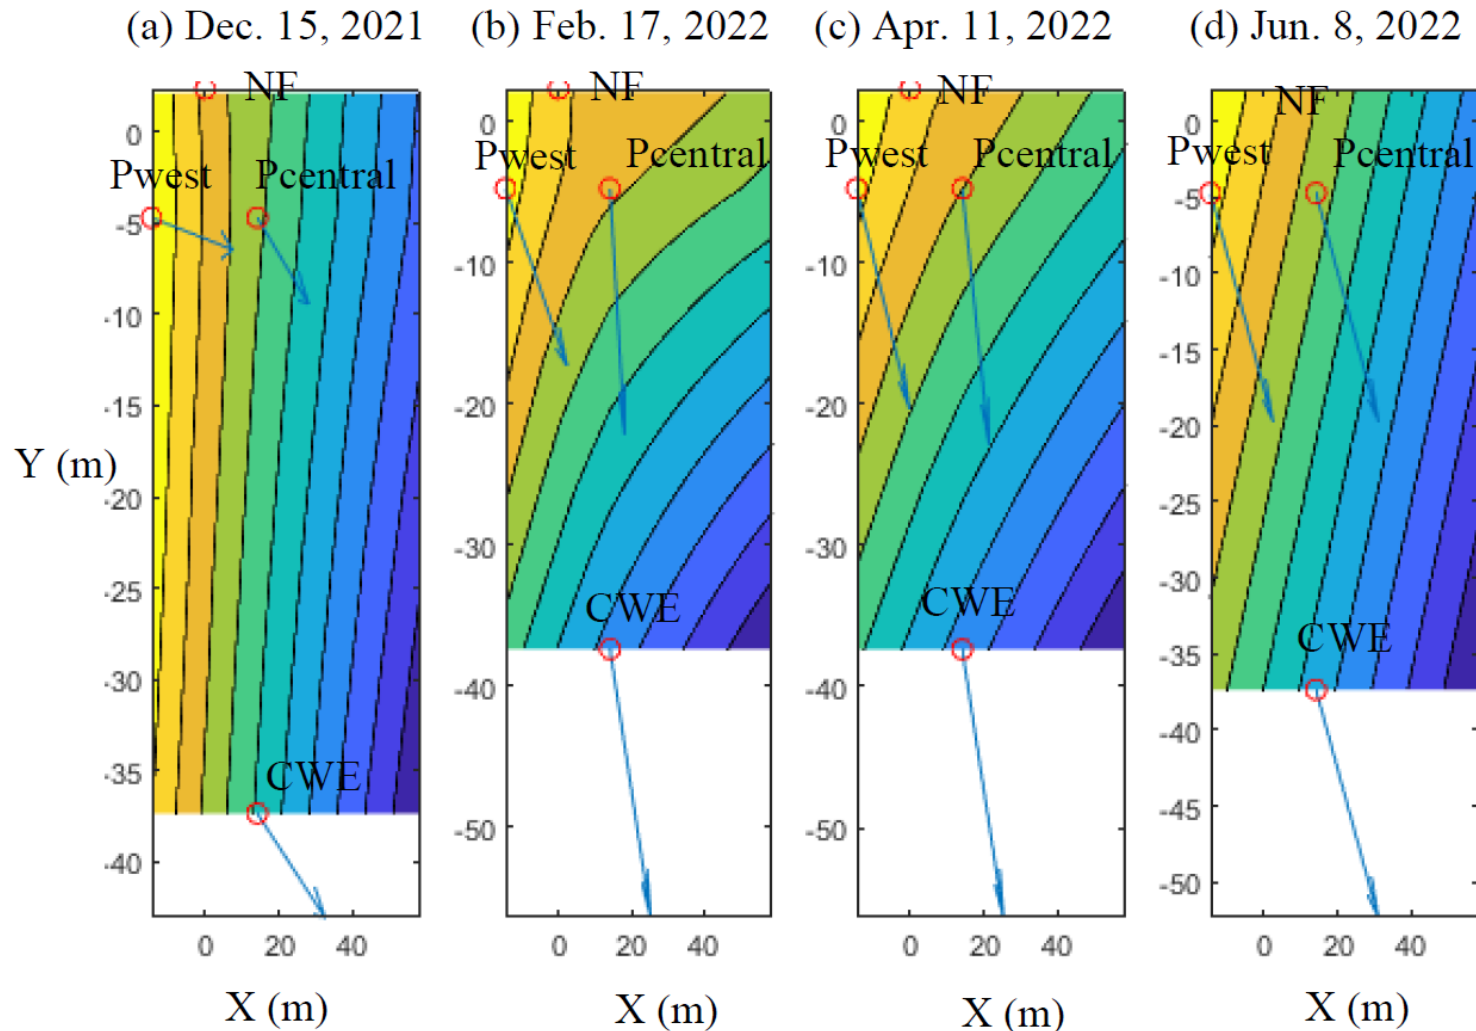 (a) Dec. 15, 2021
(b) Feb. 17, 2022
(c) Apr. 11, 2022
(d) Jun. 8, 2022
Y (m)
NF
Pwest
Pcentral
CWE
0
-5
-10
-15
-20
-25
-30
-35
-40
0 20 40
X (m)
NF
Pwest
Pcentral
CWE
0
-10
-20
-30
-40
-50
0 20 40
X (m)
NF
Pwest
Pcentral
CWE
0
-10
-20
-30
-40
-50
0 20 40
X (m)
NF
Pwest
Pcentral
CWE
0
-5
-10
-15
-20
-25
-30
-35
-40
-45
-50
0 20 40
X (m)